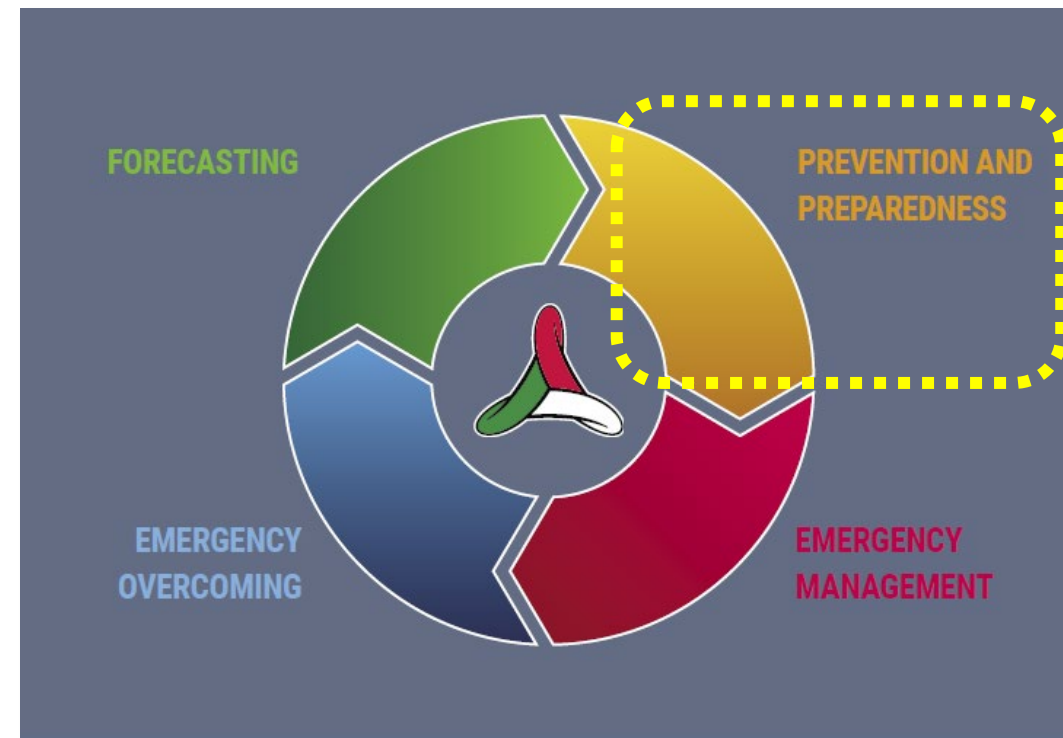 FORECASTING
PREVENTION AND
PREPAREDNESS
EMERGENCY
OVERCOMING
EMERGENCY
MANAGEMENT